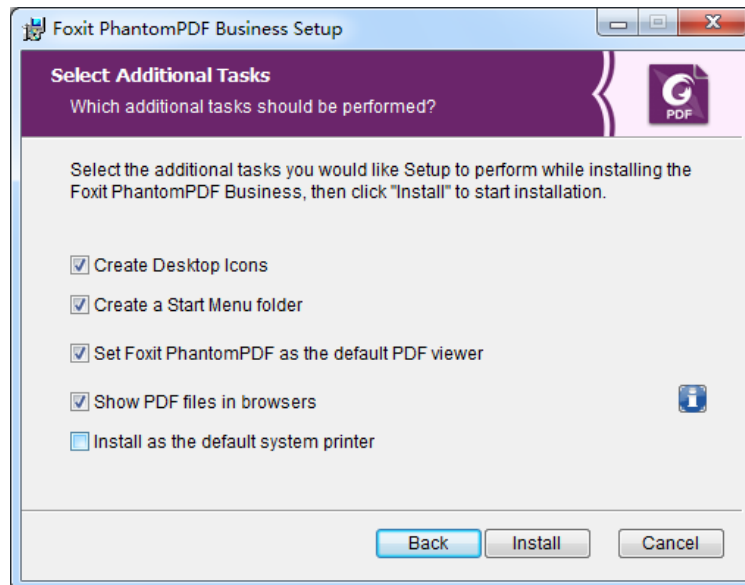 Foxit PhantomPDF Business Setup
Select Additional Tasks
Which additional tasks should be performed?
PDF
Select the additional tasks you would like Setup to perform while installing the
Foxit PhantomPDF Business, then click "Install" to start installation.
Create Desktop Icons
Create a Start Menu folder
Set Foxit PhantomPDF as the default PDF viewer
Show PDF files in browsers
Install as the default system printer
Back Install Cancel